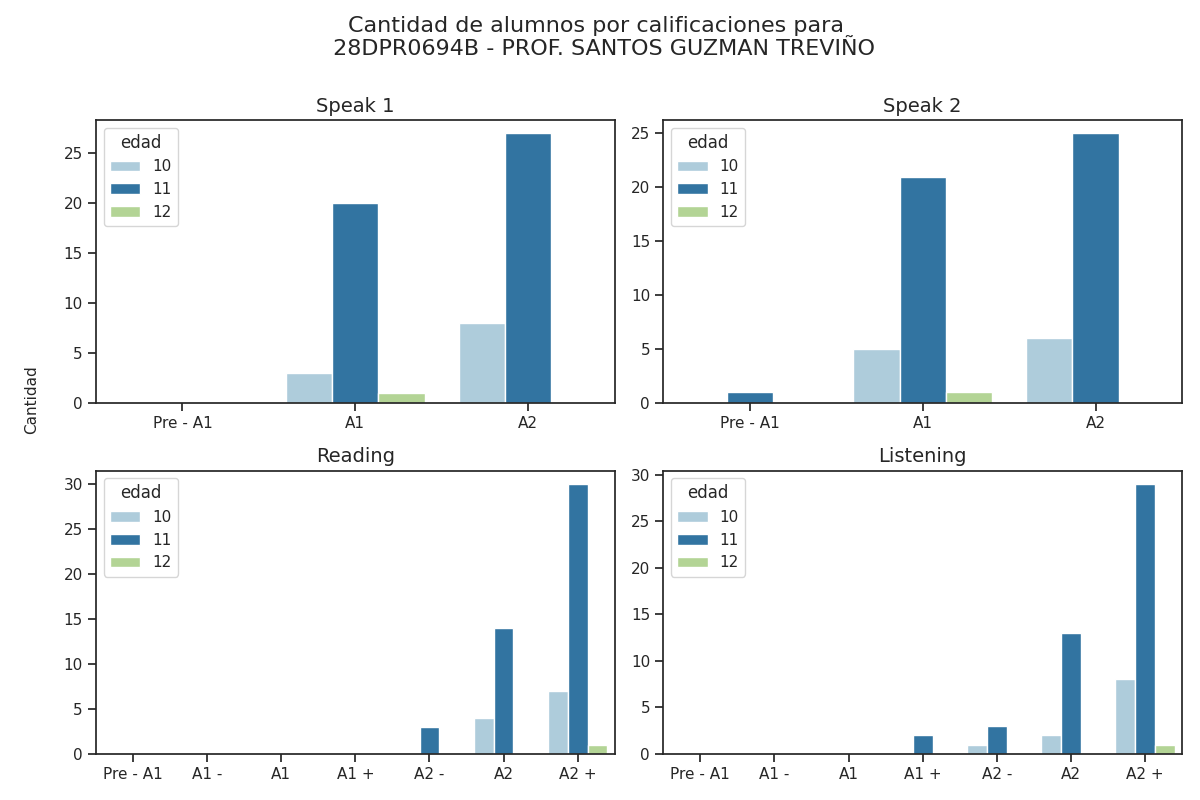 Cantidad de alumnos por calificaciones para
28DPR0694B - PROF. SANTOS GUZMAN TREVIÑO
Cantidad
Speak 1
edad
10
11
12
25
20
15
10
5
0
Pre - A1 A1 A2
Speak 2
edad
10
11
12
25
20
15
10
5
0
Pre - A1 A1 A2
Reading
edad
10
11
12
30
25
20
15
10
5
0
Pre - A1 A1 - A1 A1 + A2 - A2 A2 +
Listening
edad
10
11
12
30
25
20
15
10
5
0
Pre - A1 A1 - A1 A1 + A2 - A2 A2 +